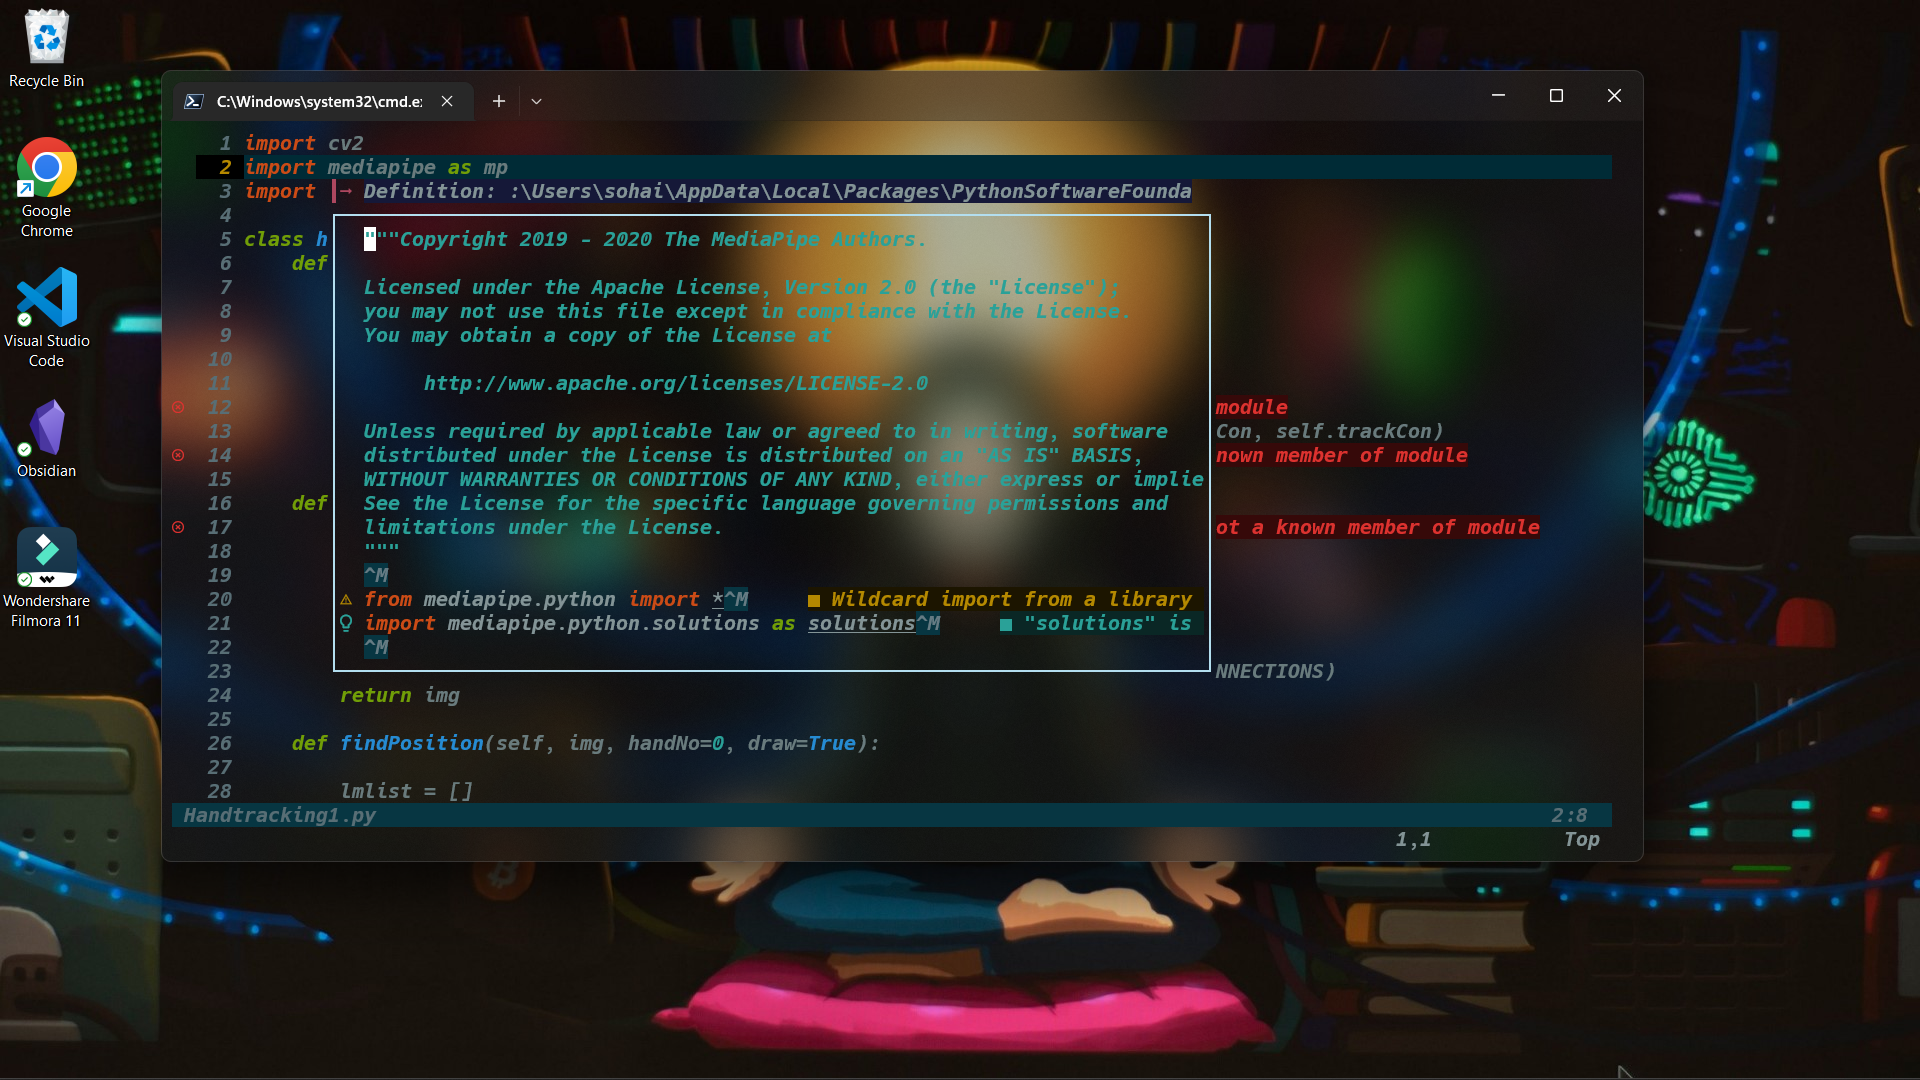 Recycle Bin
Google
Chrome
Visual Studio
Code
Obsidian
Wondershare
Filmora 11
C:\Windows\system32\cmd.e
1 import cv2
2 import mediapipe as mp
3 import → Definition: :\Users\sohai\AppData\Local\Packages\PythonSoftwareFounda
4
5 class h """Copyright 2019 - 2020 The MediaPipe Authors.
6 def
7 Licensed under the Apache License, Version 2.0 (the "License");
8 you may not use this file except in compliance with the License.
9 You may obtain a copy of the License at
10
11 http://www.apache.org/licenses/LICENSE-2.0
12 module
13 Unless required by applicable law or agreed to in writing, software Con, self.trackCon)
14 distributed under the License is distributed on an "AS IS" BASIS, nown member of module
15 WITHOUT WARRANTIES OR CONDITIONS OF ANY KIND, either express or implie
16 def See the License for the specific language governing permissions and
17 limitations under the License. ot a known member of module
18 """
19 ^M
20 from mediapipe.python import *^M ■ Wildcard import from a library
21 import mediapipe.python.solutions as solutions^M ■ "solutions" is
22 ^M
23 NNECTIONS)
24 return img
25
26 def findPosition(self, img, handNo=0, draw=True):
27
28 lmlist = []
Handtracking1.py 2:8
1,1 Top